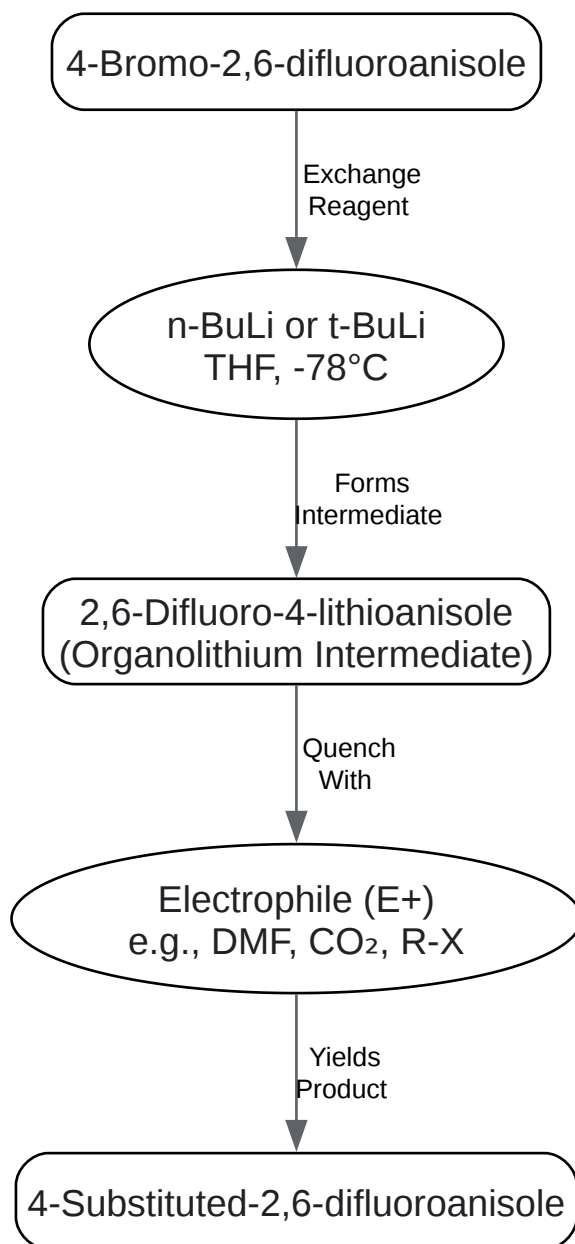 4-Bromo-2,6-difluoroanisole
Exchange
Reagent
n-BuLi or t-BuLi
THF, -78°C
Forms
Intermediate
2,6-Difluoro-4-lithioanisole
(Organolithium Intermediate)
Quench
With
Electrophile (E+)
e.g., DMF, CO₂, R-X
Yields
Product
4-Substituted-2,6-difluoroanisole